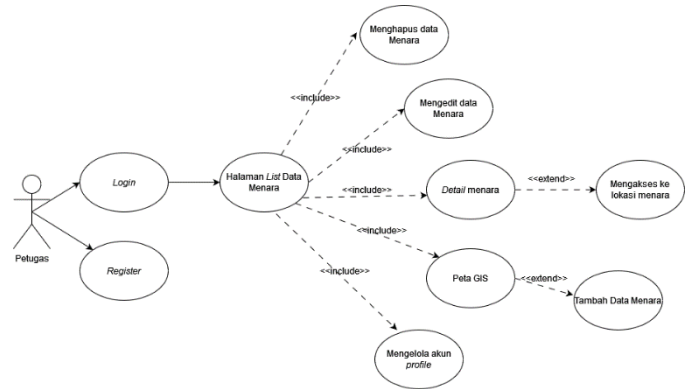 Menghapus data
Menara
<<include>>
Mengedit data
Menara
<<include>>
Login
Halaman List Data
Menara
<<include>>
Detail menara
<<extend>>
Mengakses ke
lokasi menara
Petugas
Register
<<include>>
Peta GIS
<<extend>>
Tambah Data Menara
<<include>>
Mengelola akun
profile